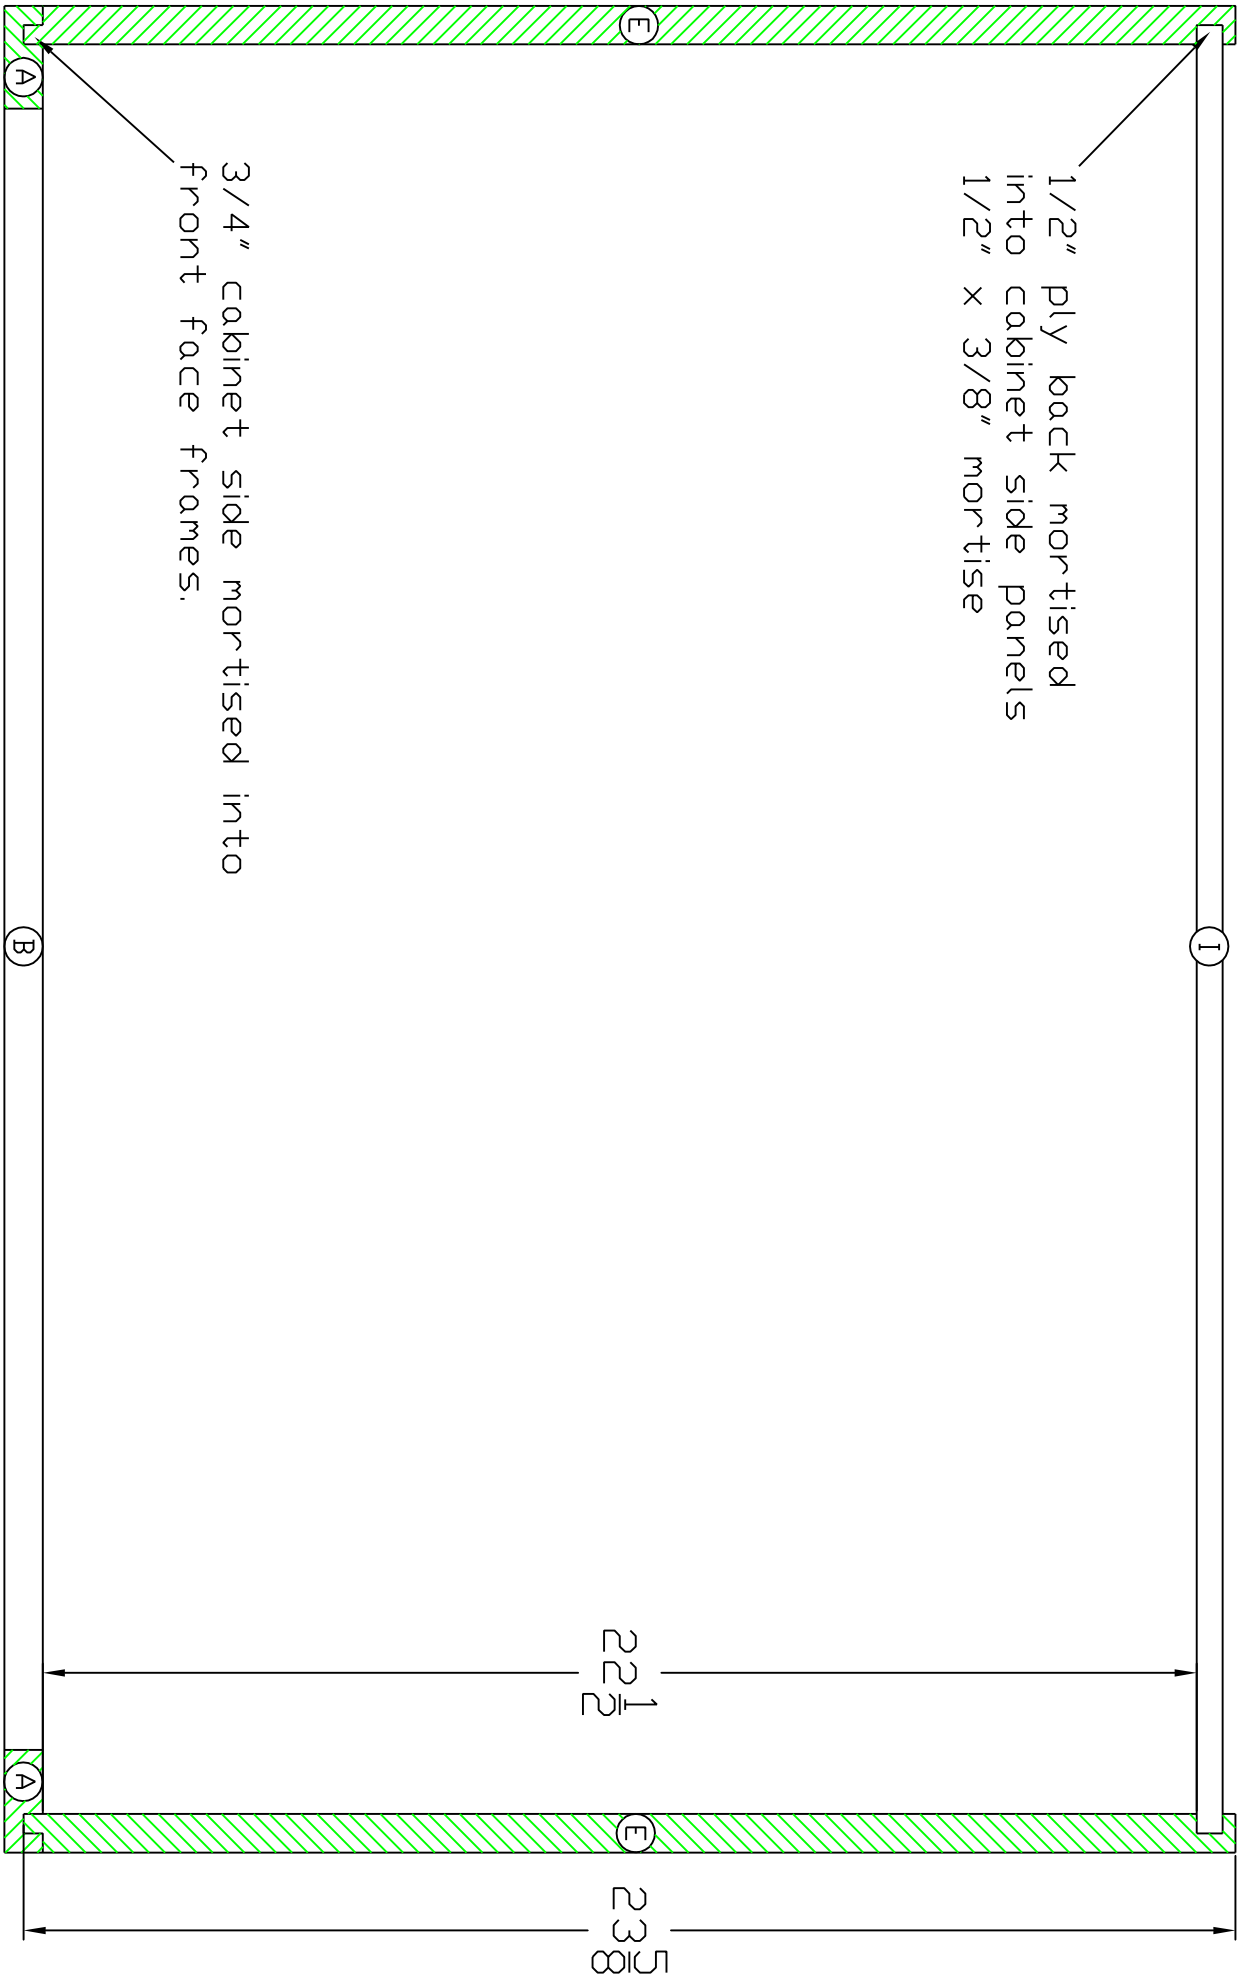 1/2" ply back mortised
into cabinet side panels
1/2" x 3/8" mortise
3/4" cabinet side mortised into
front face frames.
E
I
E
A
B
A
22 1/2
23 5/8